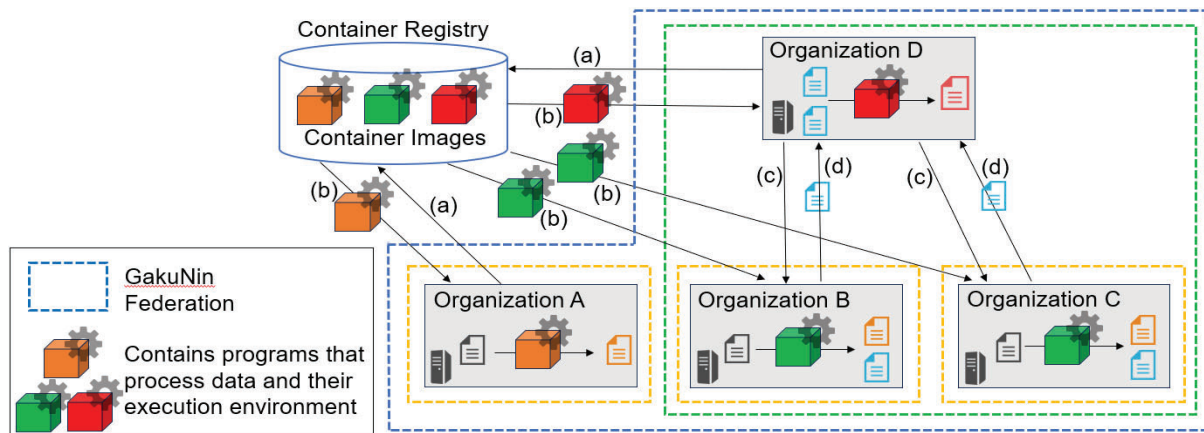 Container Registry
Container Images
(a)
(b)
Organization D
(b)
(a)
(b)
(b)
(c)
(d)
(c)
(d)
GakuNin
Federation
Contains programs that
process data and their
execution environment
Organization A
Organization B
Organization C